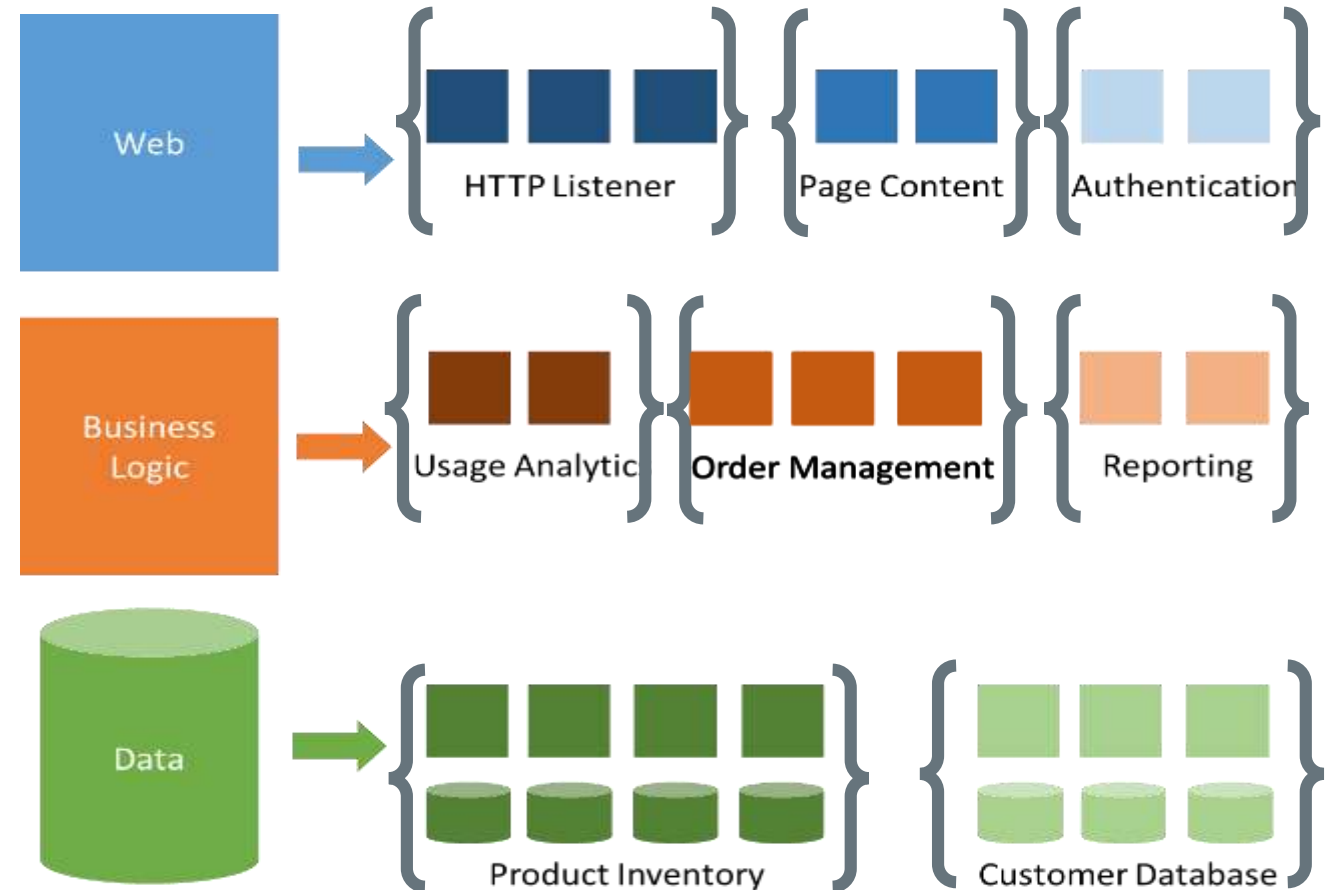 Web
HTTP Listener
Page Content
Authentication
Business
Logic
Usage Analytic
Order Management
Reporting
Data
Product Inventory
Customer Database